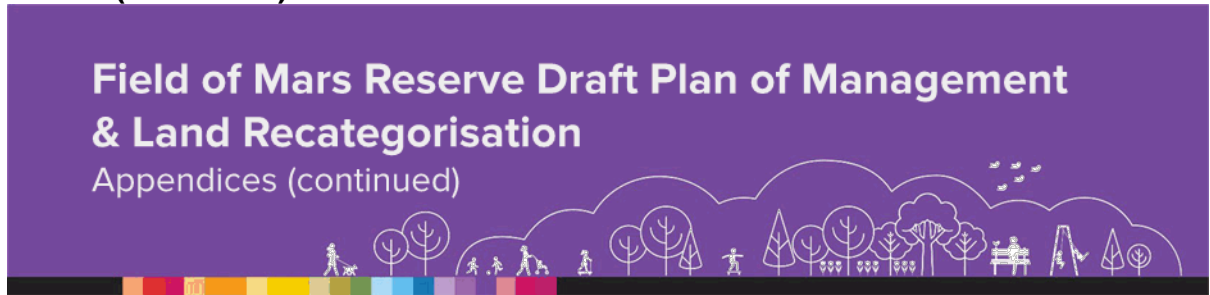 Field of Mars Reserve Draft Plan of Management
& Land Recategorisation
Appendices (continued)